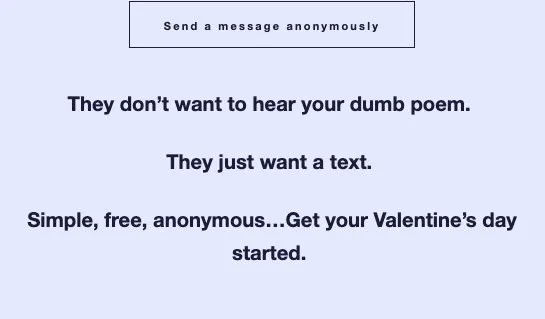 Send a message anonymously
They don’t want to hear your dumb poem.
They just want a text.
Simple, free, anonymous...Get your Valentine’s day
started.